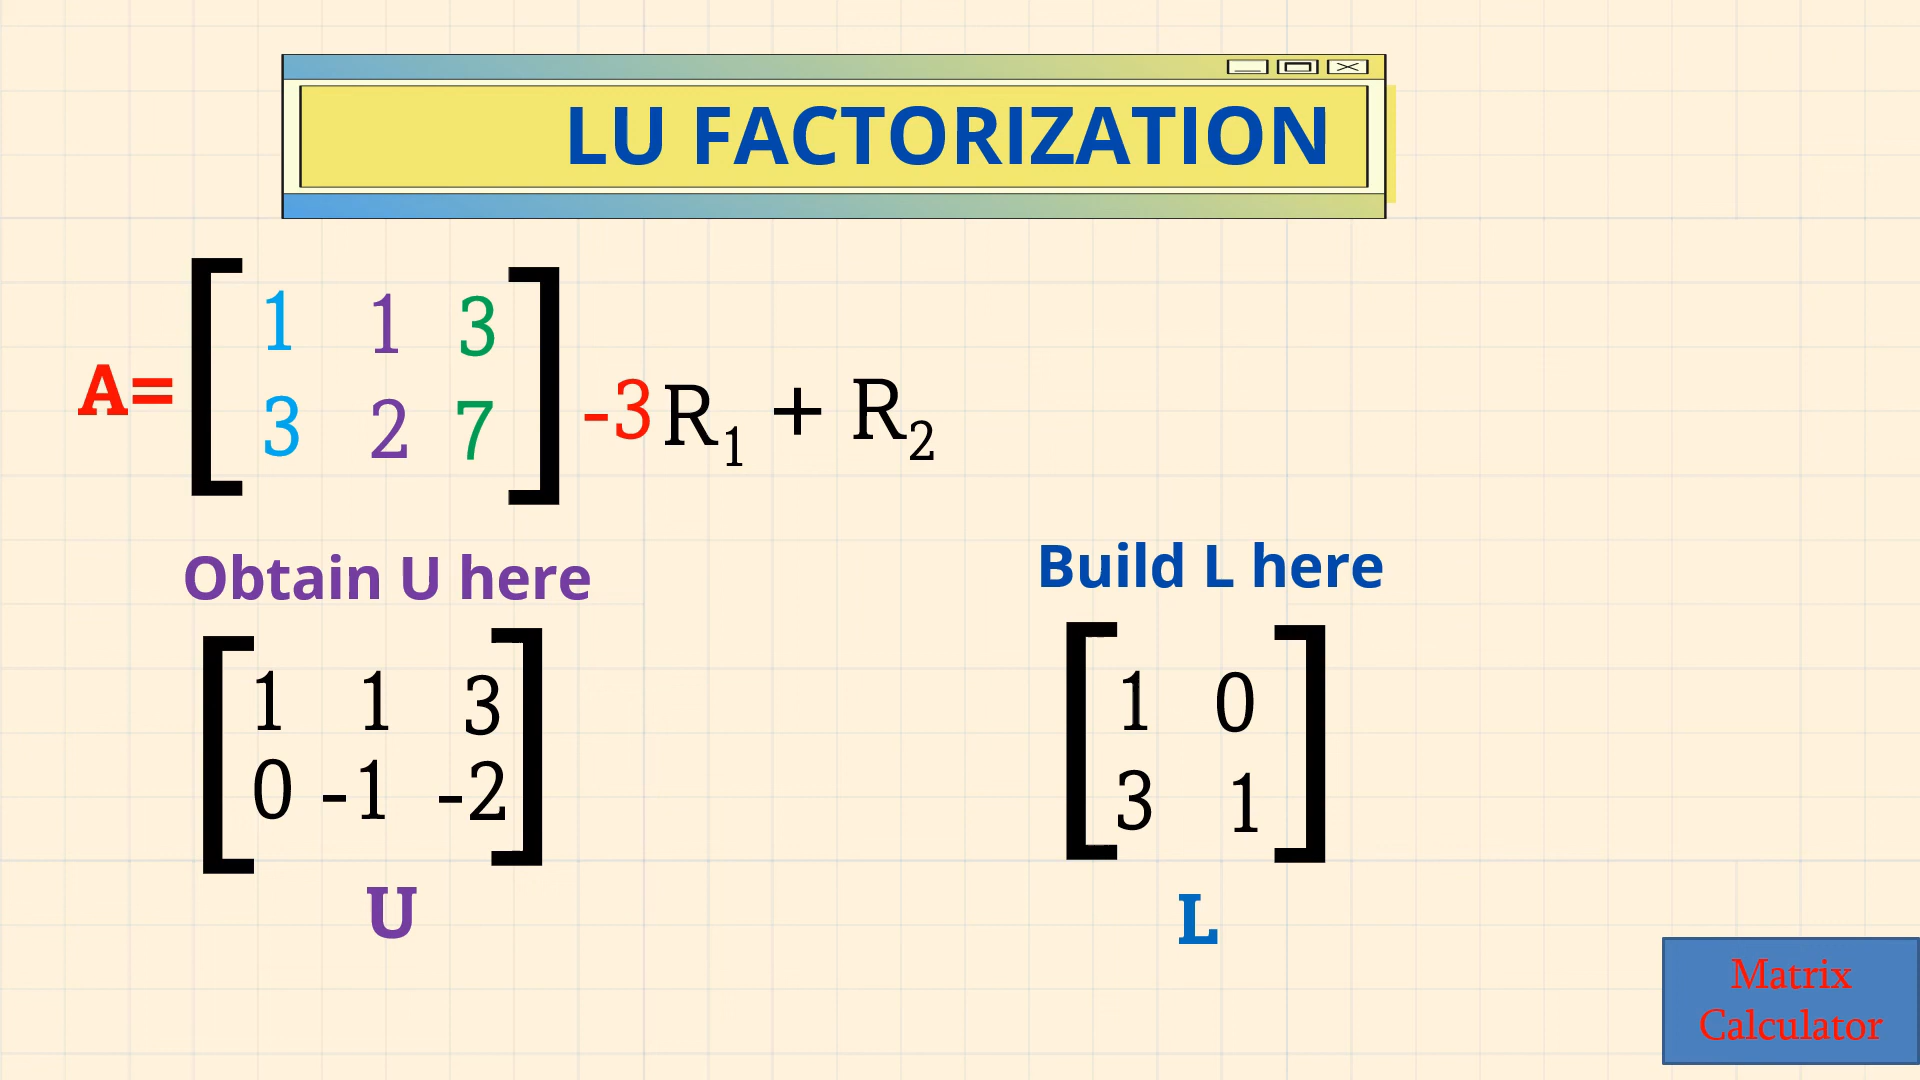 LU FACTORIZATION
A= [ 1 1 3 ]
[ 3 2 7 ] -3R₁ + R₂
Obtain U here
Build L here
[ 1 1 3 ]
[ 0 -1 -2 ]
U
[ 1 0 ]
[ 3 1 ]
L
Matrix
Calculator